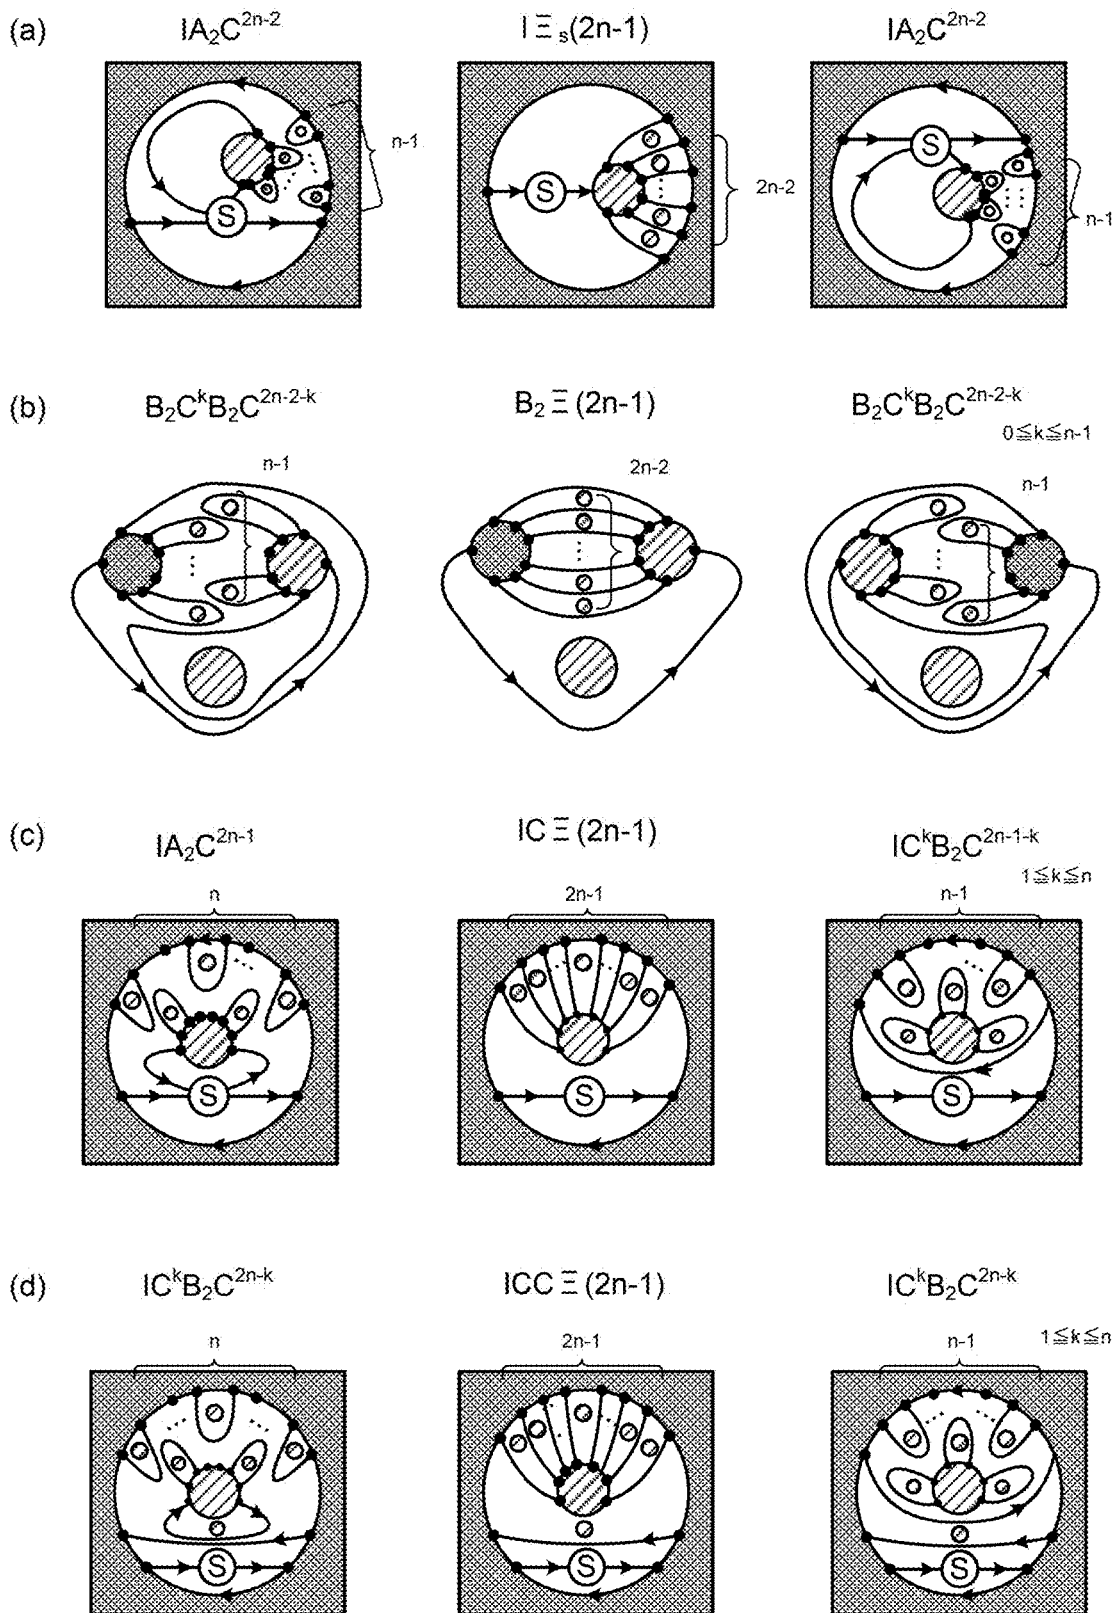 (a) IA₂C²ⁿ⁻² IΞₛ(2n-1) IA₂C²ⁿ⁻²
n-1 2n-2 n-1
S S S
(b) B₂CᵏB₂C²ⁿ⁻²⁻ᵏ B₂Ξ(2n-1) B₂CᵏB₂C²ⁿ⁻²⁻ᵏ
0≦k≦n-1
n-1 2n-2 n-1
(c) IA₂C²ⁿ⁻¹ ICΞ(2n-1) ICᵏB₂C²ⁿ⁻¹⁻ᵏ
1≦k≦n
n 2n-1 n-1
S S S
(d) ICᵏB₂C²ⁿ⁻ᵏ ICCΞ(2n-1) ICᵏB₂C²ⁿ⁻ᵏ
n 2n-1 n-1 1≦k≦n
S S S